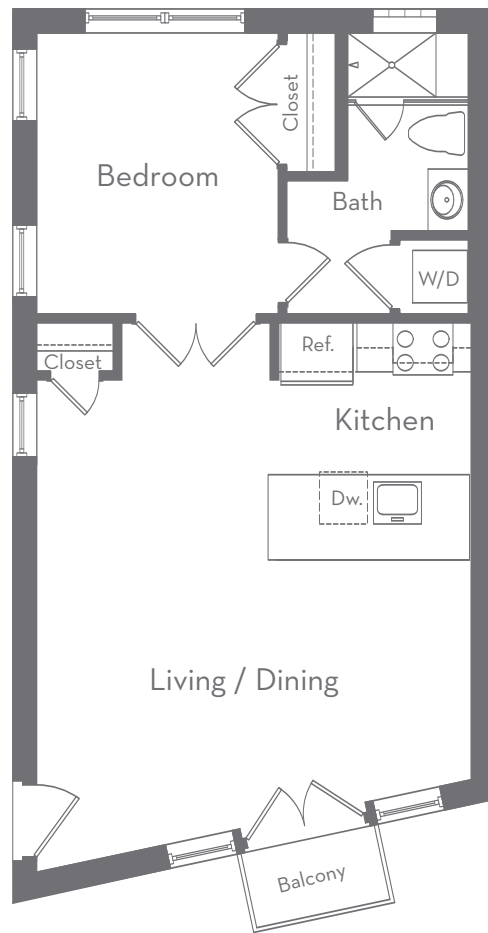 Closet
Bedroom
Bath
W/D
Ref.
Closet
Kitchen
Dw.
Living / Dining
Balcony